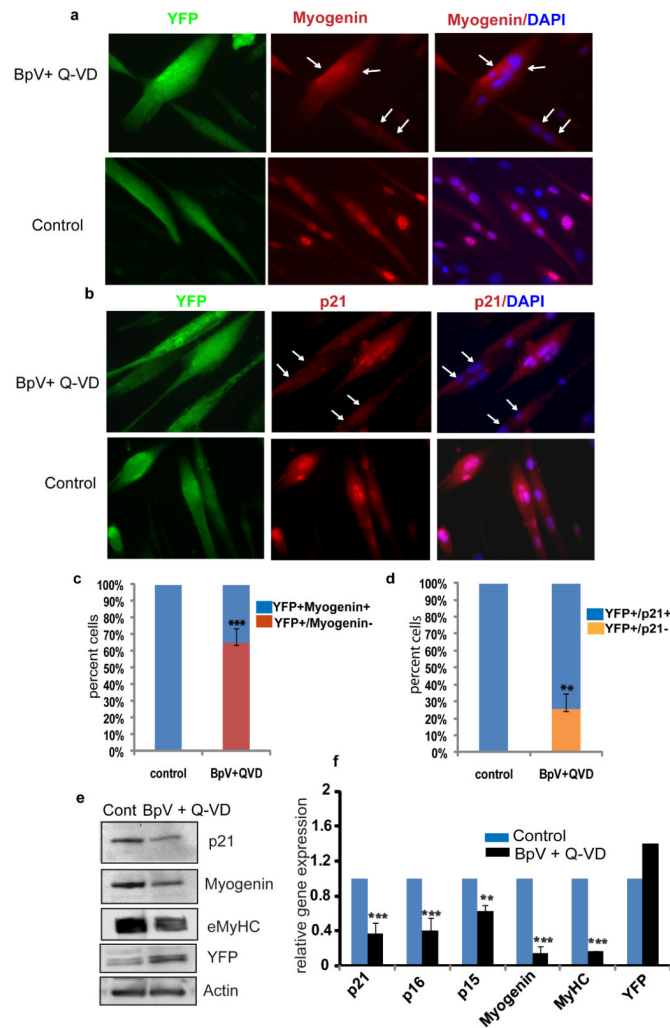 a
YFP Myogenin Myogenin/DAPI
BpV+ Q-VD
Control
b
YFP p21 p21/DAPI
BpV+ Q-VD
Control
c
percent cells
100%
90%
80%
70%
60%
50%
40%
30%
20%
10%
0%
***
control BpV+QVD
YFP+Myogenin+
YFP+/Myogenin-
d
percent cells
100%
90%
80%
70%
60%
50%
40%
30%
20%
10%
0%
**
control BpV+QVD
YFP+/p21+
YFP+/p21-
e
Cont BpV + Q-VD
p21
Myogenin
eMyHC
YFP
Actin
f
relative gene expression
2
1.6
1.2
0.8
0.4
0
Control
BpV + Q-VD
*** *** ** *** ***
p21 p16 p15 Myogenin MyHC YFP